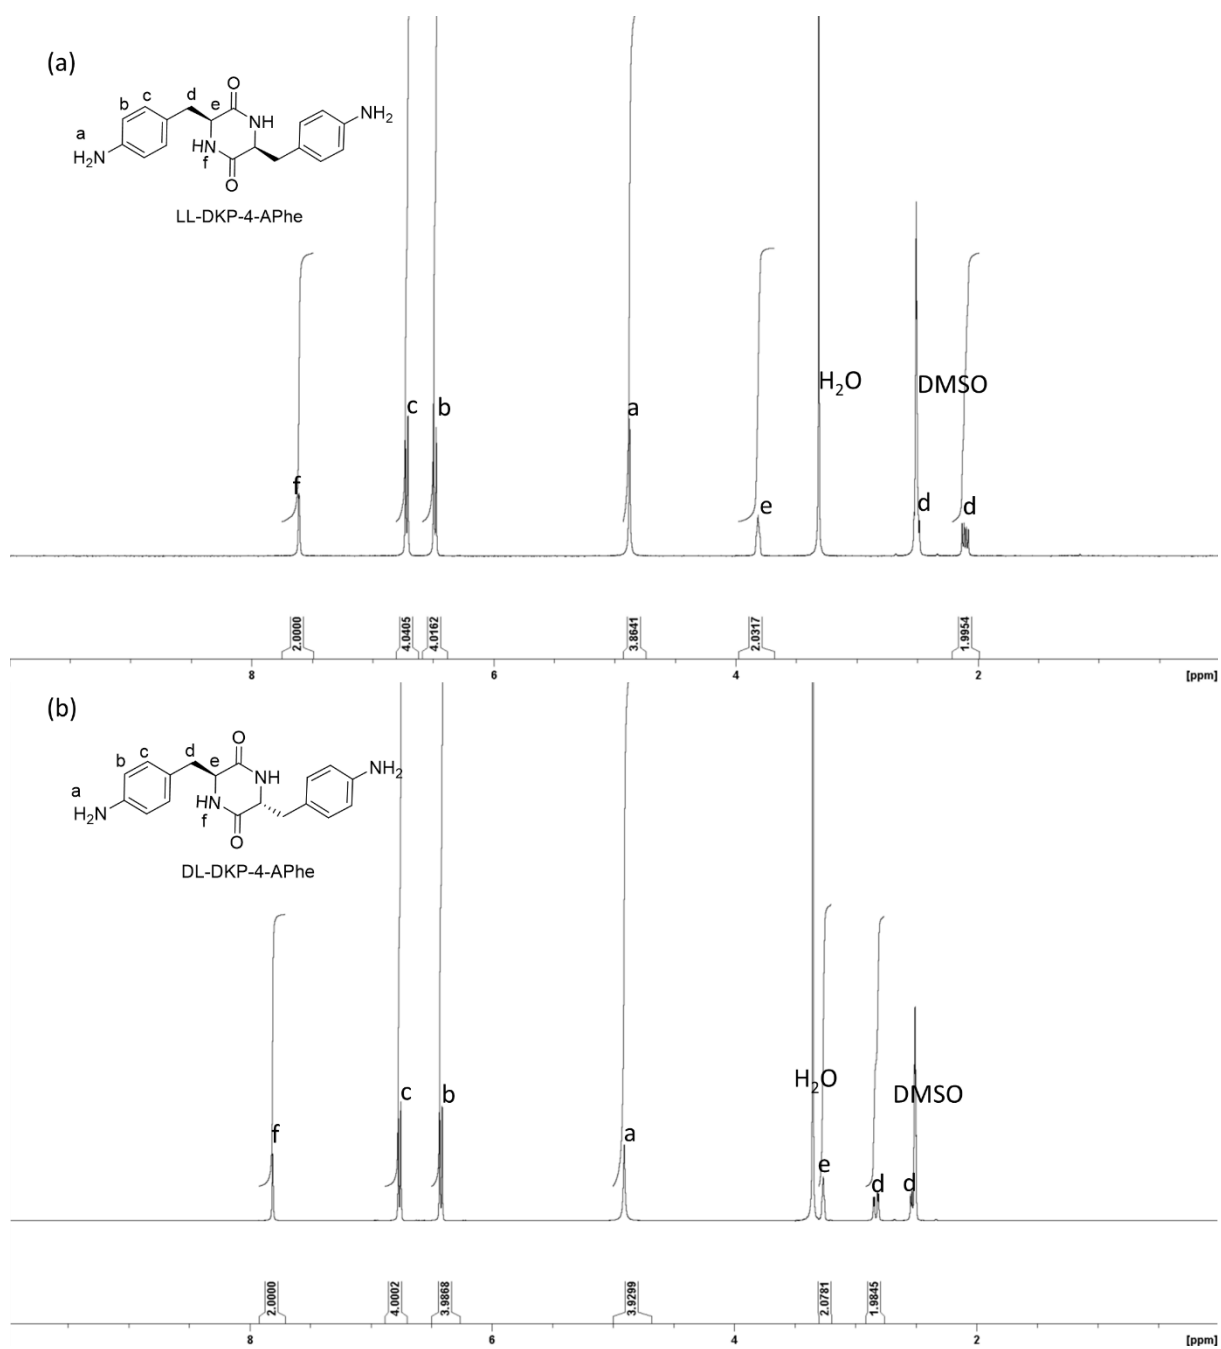 (a)
O
d
e
c
b
NH
NH₂
a
HN
f
H₂N
O
LL-DKP-4-APhe
H₂O
DMSO
c
b
a
f
e
d
d
2.0000
4.0405
4.0162
3.8641
2.0317
1.9954
8
6
4
2
[ppm]
(b)
O
d
e
c
b
NH
NH₂
a
HN
f
H₂N
O
DL-DKP-4-APhe
H₂O
DMSO
c
b
f
a
e
d
d
2.0000
4.0002
3.9868
3.9299
2.0781
1.9845
8
6
4
2
[ppm]